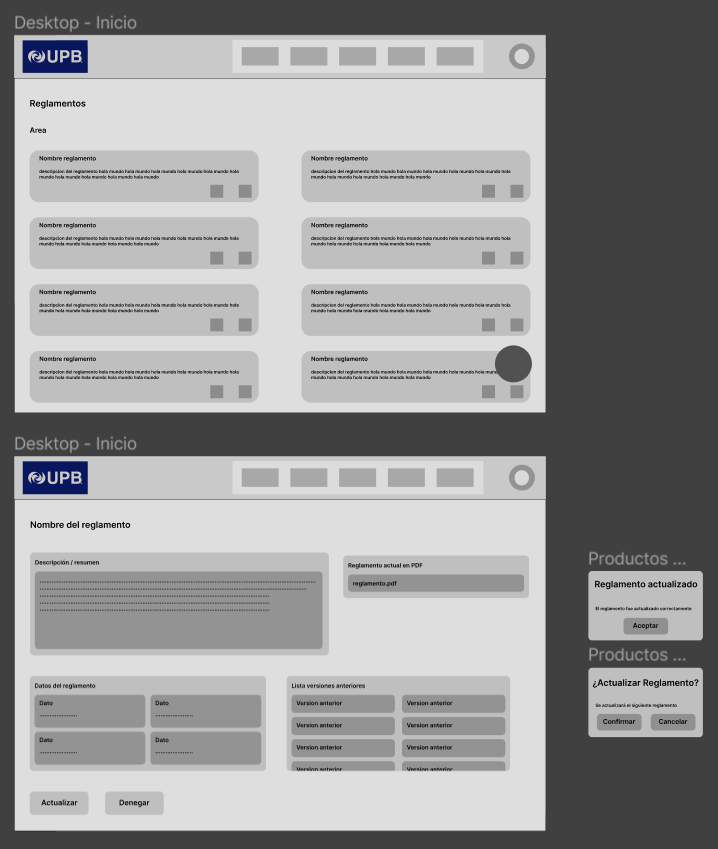 Desktop - Inicio
UPB
Reglamentos
Area
Nombre reglamento
descripcion del reglamento hola mundo hola mundo hola mundo hola mundo hola mundo hola
mundo hola mundo hola mundo hola mundo hola mundo
Nombre reglamento
descripcion del reglamento hola mundo hola mundo hola mundo hola mundo hola mundo hola
mundo hola mundo hola mundo hola mundo hola mundo
Nombre reglamento
descripcion del reglamento hola mundo hola mundo hola mundo hola mundo hola mundo hola
mundo hola mundo hola mundo hola mundo hola mundo
Nombre reglamento
descripcion del reglamento hola mundo hola mundo hola mundo hola mundo hola mundo hola
mundo hola mundo hola mundo hola mundo hola mundo
Nombre reglamento
descripcion del reglamento hola mundo hola mundo hola mundo hola mundo hola mundo hola
mundo hola mundo hola mundo hola mundo hola mundo
Nombre reglamento
descripcion del reglamento hola mundo hola mundo hola mundo hola mundo hola mundo hola
mundo hola mundo hola mundo hola mundo hola mundo
Nombre reglamento
descripcion del reglamento hola mundo hola mundo hola mundo hola mundo hola mundo hola
mundo hola mundo hola mundo hola mundo hola mundo
Nombre reglamento
descripcion del reglamento hola mundo hola mundo hola mundo hola mundo hola
mundo hola mundo hola mundo hola mundo hola mundo
Desktop - Inicio
UPB
Nombre del reglamento
Descripción / resumen
Reglamento actual en PDF
reglamento.pdf
Datos del reglamento
Dato
Dato
Dato
Dato
Lista versiones anteriores
Version anterior
Version anterior
Version anterior
Version anterior
Version anterior
Version anterior
Version anterior
Version anterior
Actualizar
Denegar
Productos ...
Reglamento actualizado
El reglamento fue actualizado correctamente
Aceptar
Productos ...
¿Actualizar Reglamento?
Se actualizará el siguiente reglamento
Confirmar
Cancelar